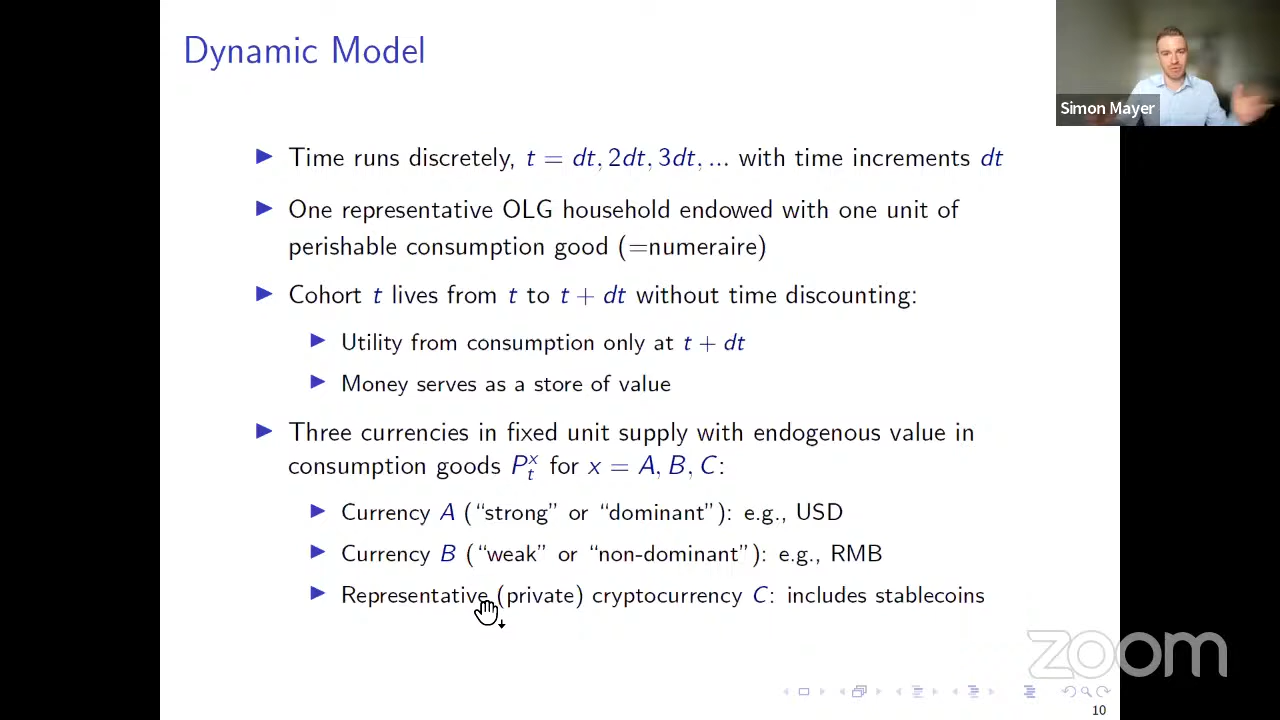 Dynamic Model
Simon Mayer
Time runs discretely, t = dt, 2dt, 3dt, ... with time increments dt
One representative OLG household endowed with one unit of
perishable consumption good (=numeraire)
Cohort t lives from t to t + dt without time discounting:
Utility from consumption only at t + dt
Money serves as a store of value
Three currencies in fixed unit supply with endogenous value in
consumption goods P_t^x for x = A, B, C:
Currency A (“strong” or “dominant”): e.g., USD
Currency B (“weak” or “non-dominant”): e.g., RMB
Representative (private) cryptocurrency C: includes stablecoins
zoom
10